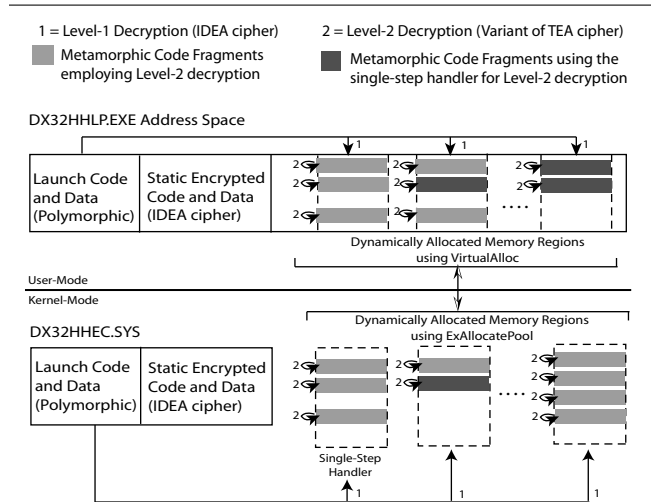 1 = Level-1 Decryption (IDEA cipher)
2 = Level-2 Decryption (Variant of TEA cipher)
Metamorphic Code Fragments
employing Level-2 decryption
Metamorphic Code Fragments using the
single-step handler for Level-2 decryption
DX32HHLP.EXE Address Space
1
1
1
Launch Code
and Data
(Polymorphic)
Static Encrypted
Code and Data
(IDEA cipher)
2
2
2
2
2
2
2
2
....
Dynamically Allocated Memory Regions
using VirtualAlloc
User-Mode
Kernel-Mode
DX32HHEC.SYS
Dynamically Allocated Memory Regions
using ExAllocatePool
Launch Code
and Data
(Polymorphic)
Static Encrypted
Code and Data
(IDEA cipher)
2
2
2
2
2
....
2
2
2
2
Single-Step
Handler
1
1
1